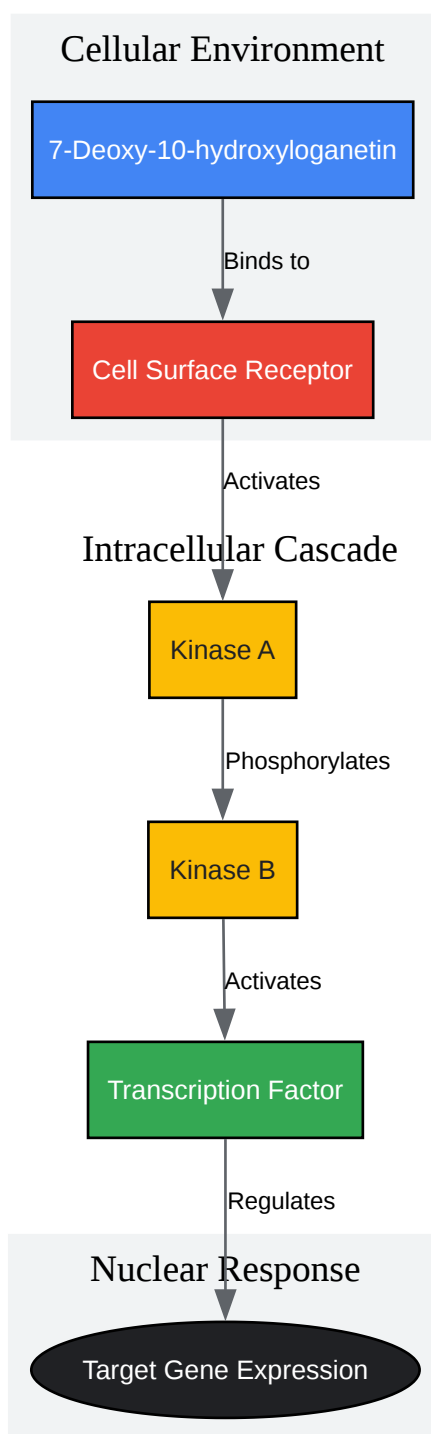 Cellular Environment
7-Deoxy-10-hydroxyloganetin
Binds to
Cell Surface Receptor
Activates
Intracellular Cascade
Kinase A
Phosphorylates
Kinase B
Activates
Transcription Factor
Regulates
Nuclear Response
Target Gene Expression